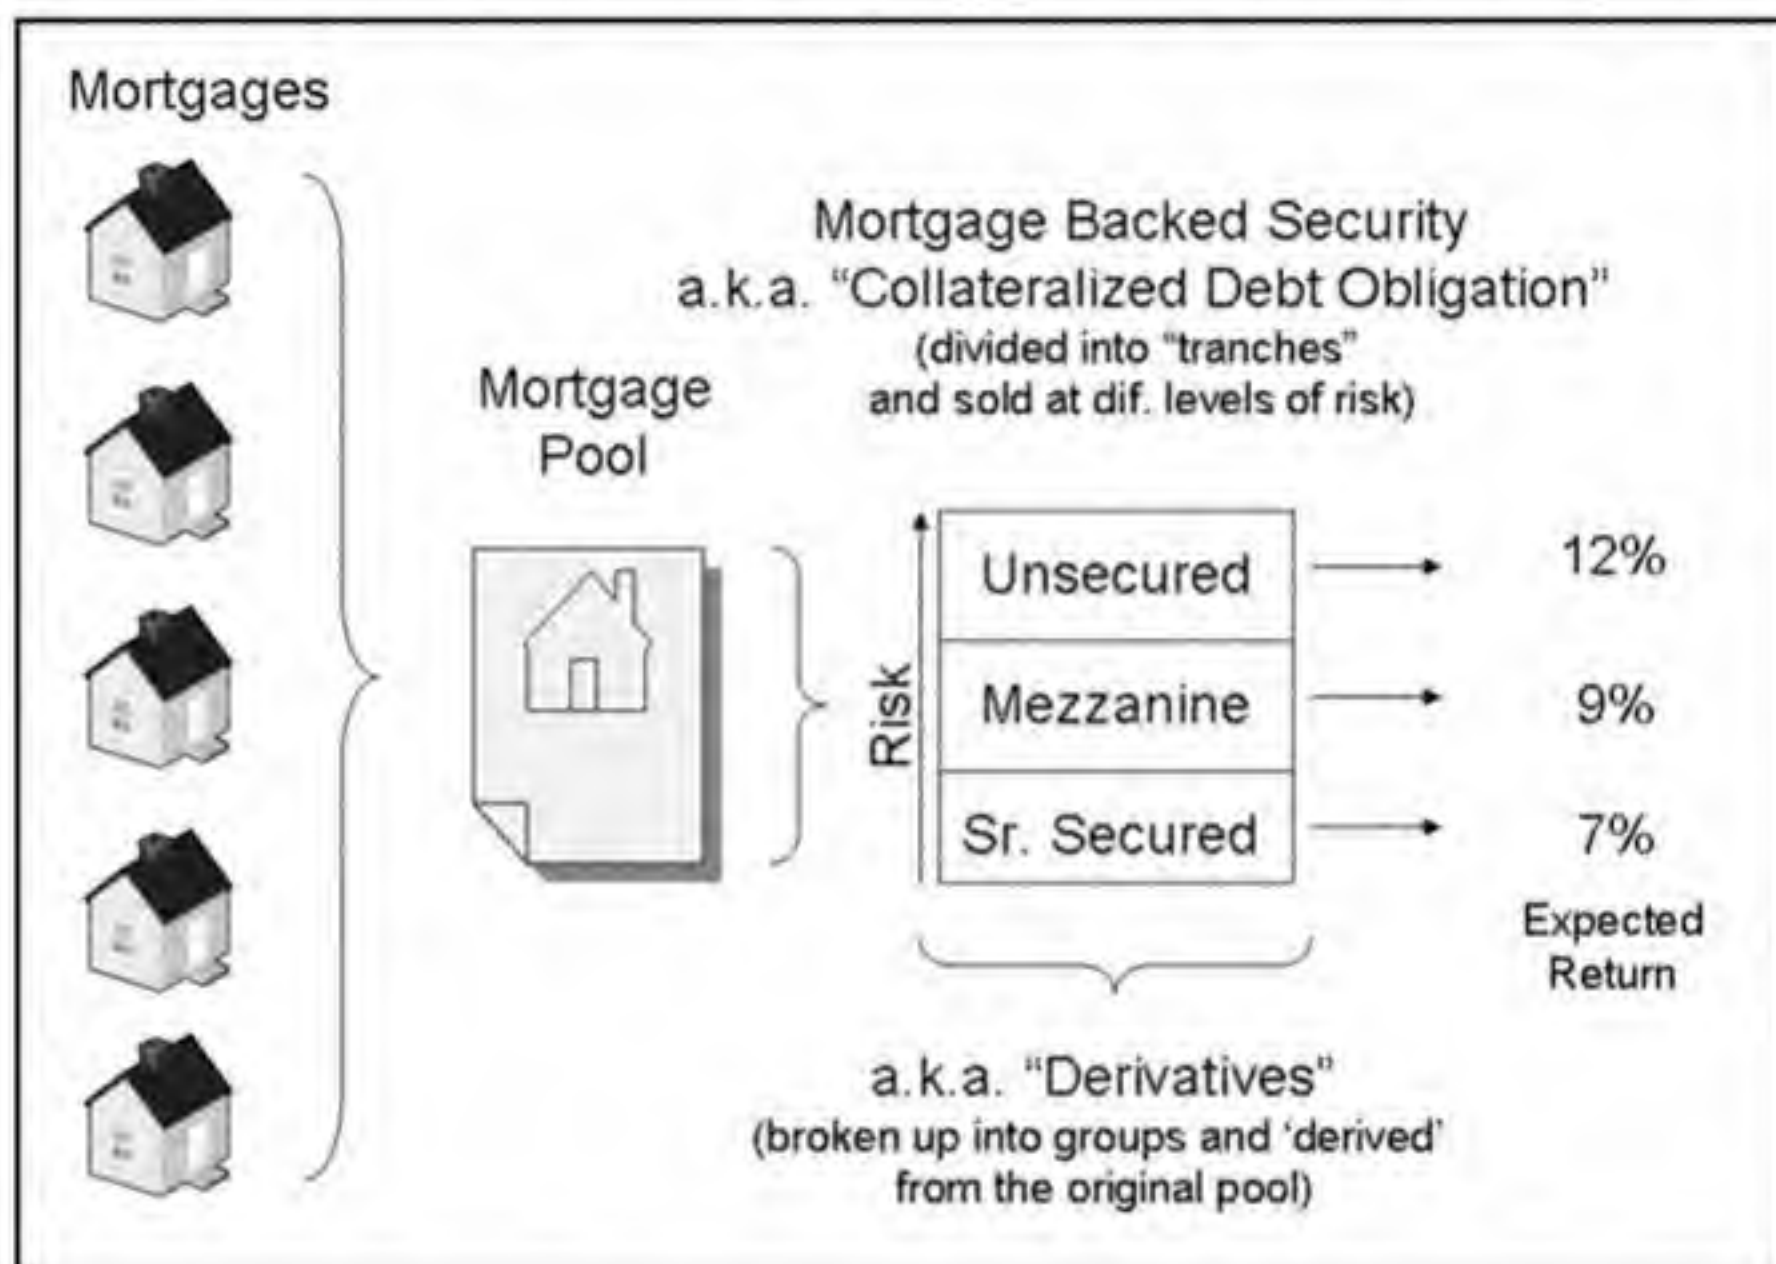 Mortgages
Mortgage Backed Security
a.k.a. “Collateralized Debt Obligation”
(divided into “tranches”
and sold at dif. levels of risk)
Mortgage
Pool
Risk
Unsecured
12%
Mezzanine
9%
Sr. Secured
7%
Expected
Return
a.k.a. “Derivatives”
(broken up into groups and ‘derived’
from the original pool)